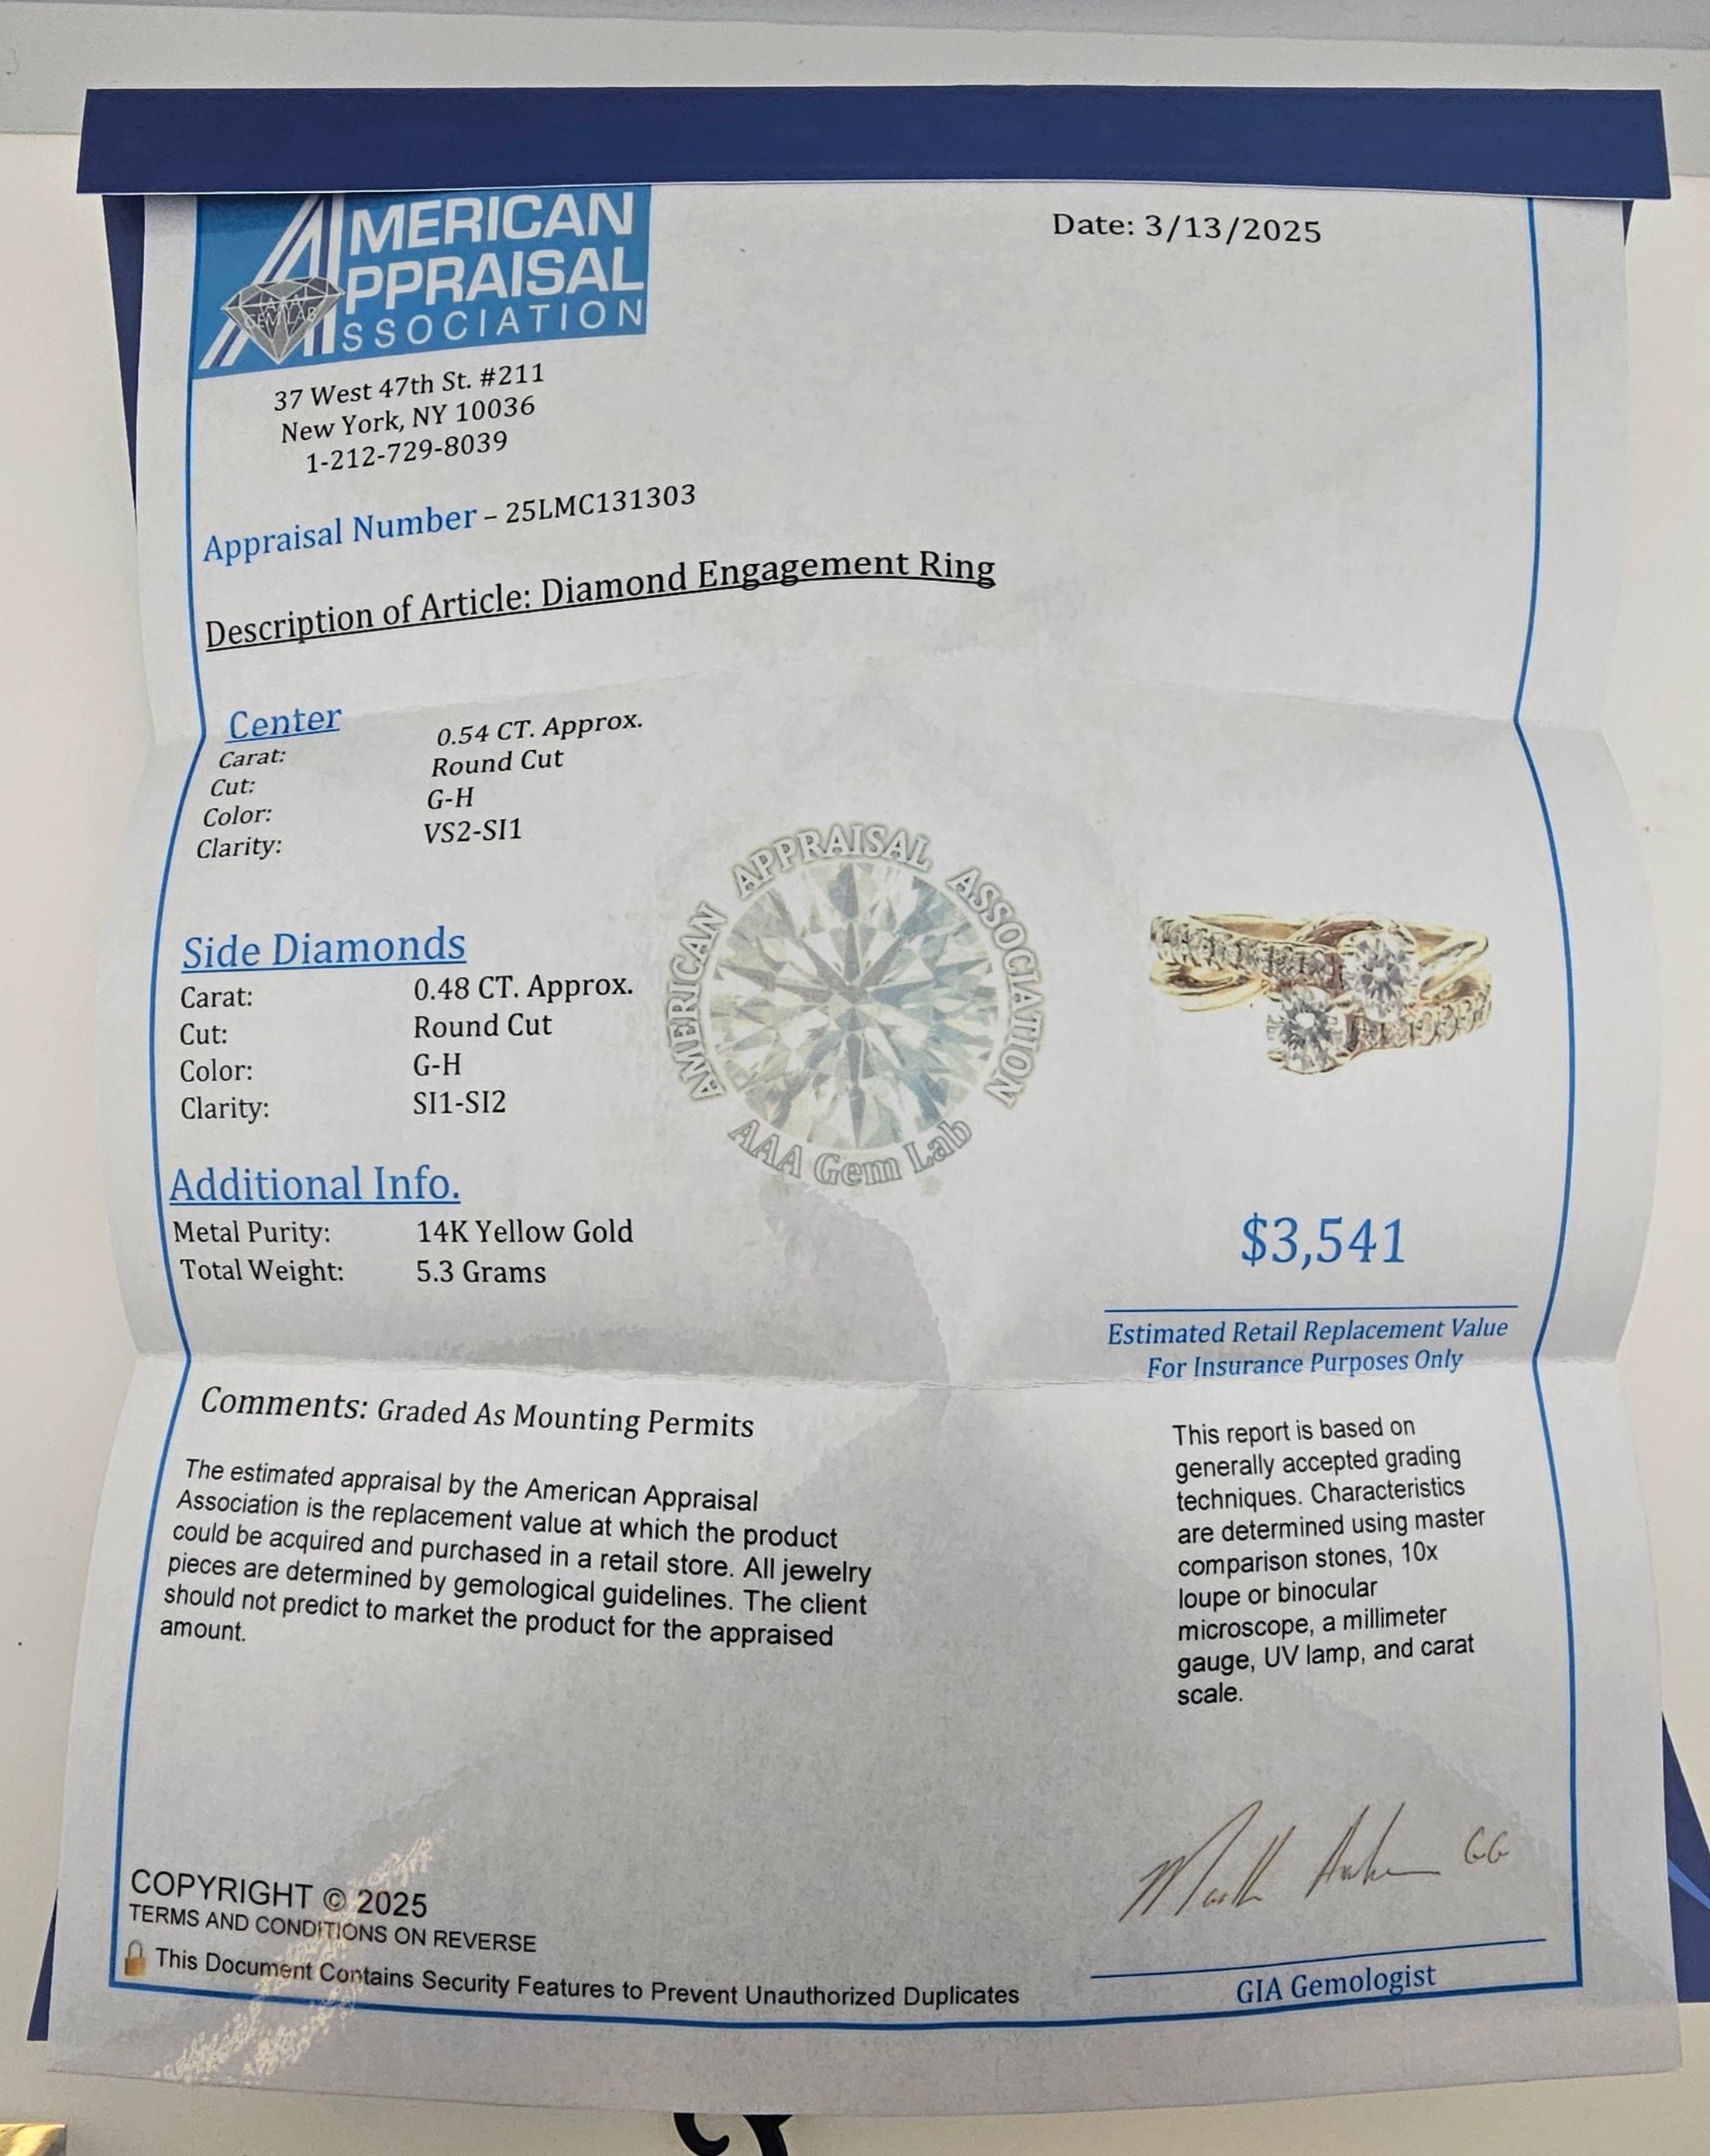 AMERICAN
APPRAISAL
ASSOCIATION
AAA
GEM LAB
Date: 3/13/2025
37 West 47th St. #211
New York, NY 10036
1-212-729-8039
Appraisal Number – 25LMC131303
Description of Article: Diamond Engagement Ring
Center
Carat: 0.54 CT. Approx.
Cut: Round Cut
Color: G-H
Clarity: VS2-SI1
Side Diamonds
Carat: 0.48 CT. Approx.
Cut: Round Cut
Color: G-H
Clarity: SI1-SI2
AMERICAN APPRAISAL ASSOCIATION
AAA Gem Lab
Additional Info.
Metal Purity: 14K Yellow Gold
Total Weight: 5.3 Grams
$3,541
Estimated Retail Replacement Value
For Insurance Purposes Only
Comments: Graded As Mounting Permits
The estimated appraisal by the American Appraisal
Association is the replacement value at which the product
could be acquired and purchased in a retail store. All jewelry
pieces are determined by gemological guidelines. The client
should not predict to market the product for the appraised
amount.
This report is based on
generally accepted grading
techniques. Characteristics
are determined using master
comparison stones, 10x
loupe or binocular
microscope, a millimeter
gauge, UV lamp, and carat
scale.
GG
GIA Gemologist
COPYRIGHT © 2025
TERMS AND CONDITIONS ON REVERSE
This Document Contains Security Features to Prevent Unauthorized Duplicates